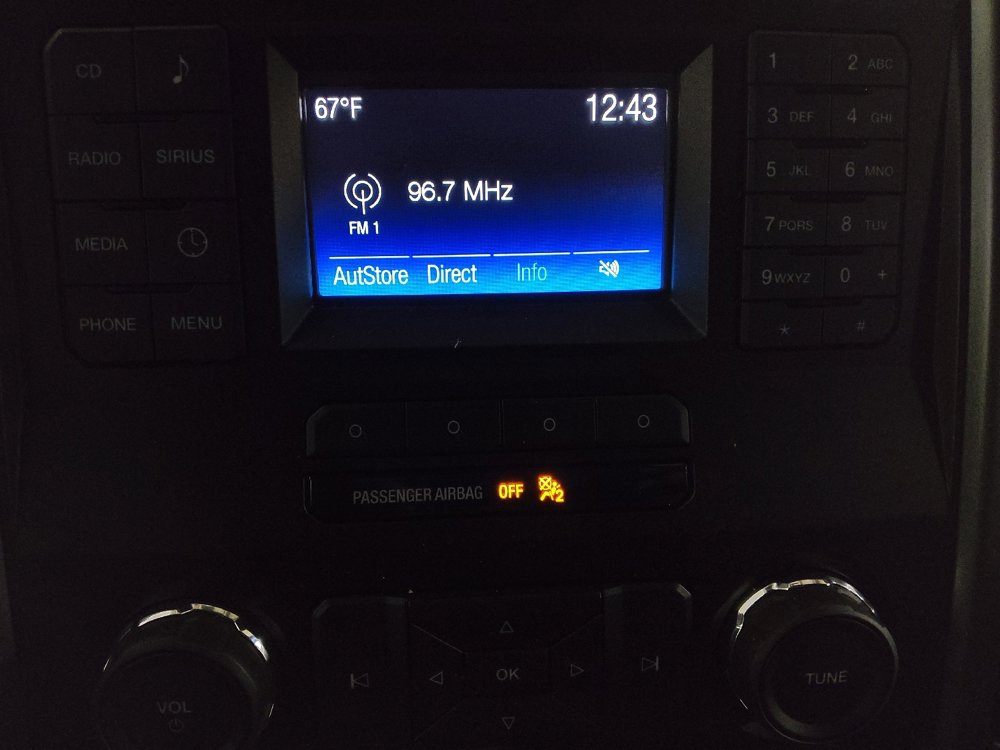 CD
RADIO SIRIUS
MEDIA
PHONE MENU
67°F 12:43
96.7 MHz
FM 1
AutStore Direct Info
1 2 ABC
3 DEF 4 GHI
5 JKL 6 MNO
7 PQRS 8 TUV
9 WXYZ 0 +
* #
PASSENGER AIRBAG OFF 2
OK
VOL
TUNE